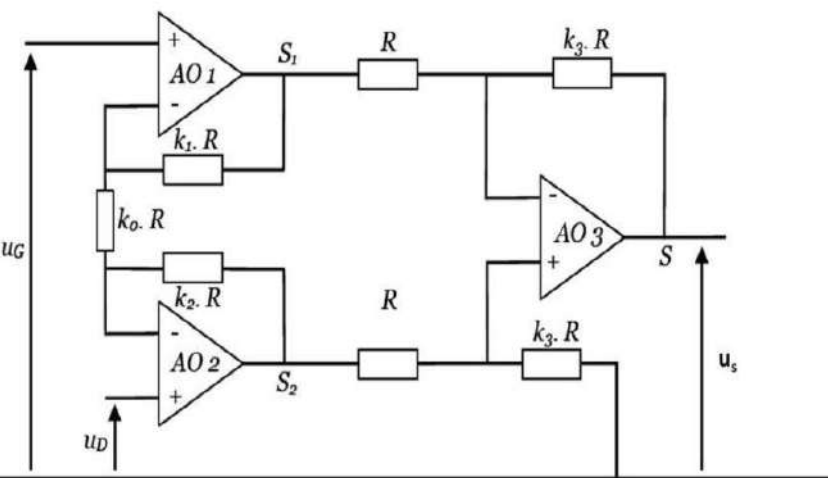 +
AO 1
-
S₁
R
k₃. R
k₁. R
k₀. R
uG
k₂. R
-
AO 2
+
S₂
R
-
AO 3
+
S
k₃. R
uₛ
uD